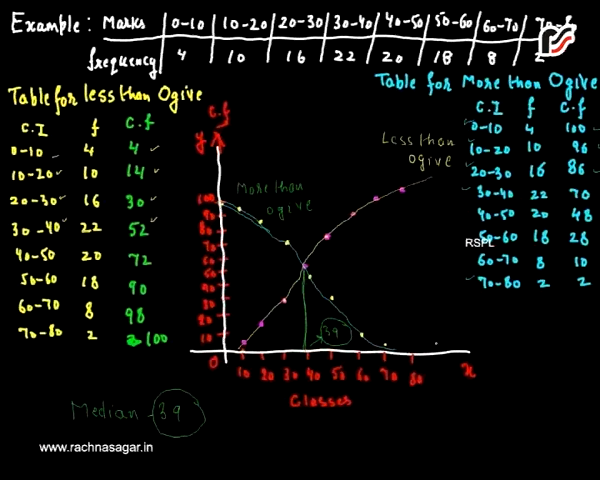 Example: Marks 0-10 10-20 20-30 30-40 40-50 50-60 60-70
frequency 4 10 16 22 20 18 8 2
Table for less than Ogive
C.I f C.f
0-10 4 4
10-20 10 14
20-30 16 30
30-40 22 52
40-50 20 72
50-60 18 90
60-70 8 98
70-80 2 100
Table for More than Ogive
C.I f C.f
0-10 4 100
10-20 10 96
20-30 16 86
30-40 22 70
40-50 20 48
50-60 18 28
60-70 8 10
70-80 2 2
RSPL
C.f
y
Less than
ogive
More than
ogive
100
90
80
70
60
50
40
30
20
10
39
0 10 20 30 40 50 60 70 80 x
Classes
Median - 39
www.rachnasagar.in